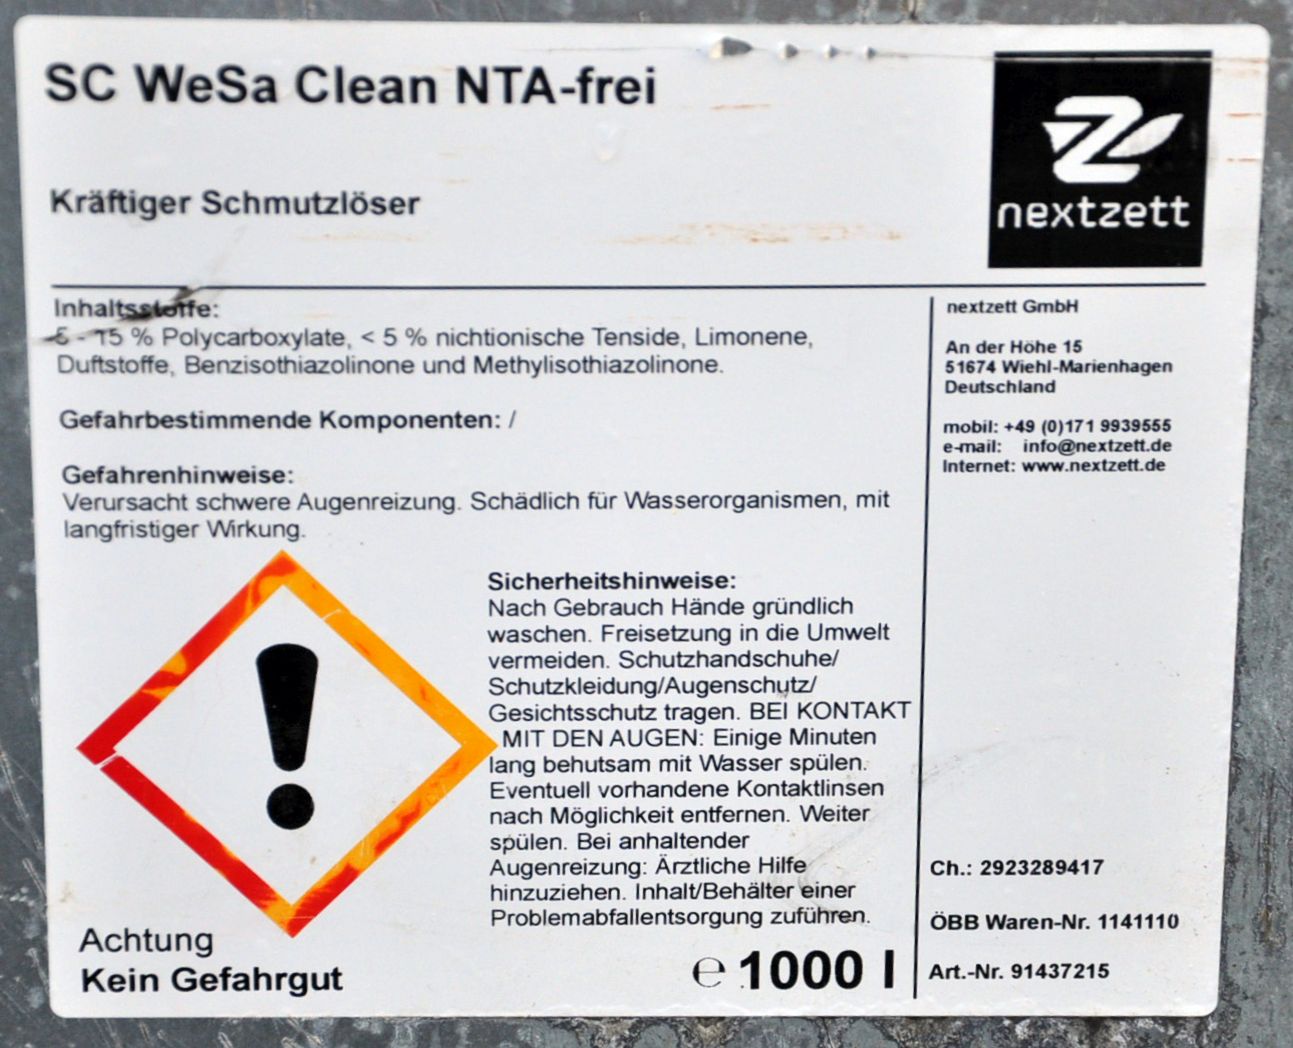 SC WeSa Clean NTA-frei
Kräftiger Schmutzlöser
nextzett
Inhaltsstoffe:
5 - 15 % Polycarboxylate, < 5 % nichtionische Tenside, Limonene,
Duftstoffe, Benzisothiazolinone und Methylisothiazolinone.
Gefahrbestimmende Komponenten: /
Gefahrenhinweise:
Verursacht schwere Augenreizung. Schädlich für Wasserorganismen, mit
langfristiger Wirkung.
Sicherheitshinweise:
Nach Gebrauch Hände gründlich
waschen. Freisetzung in die Umwelt
vermeiden. Schutzhandschuhe/
Schutzkleidung/Augenschutz/
Gesichtsschutz tragen. BEI KONTAKT
MIT DEN AUGEN: Einige Minuten
lang behutsam mit Wasser spülen.
Eventuell vorhandene Kontaktlinsen
nach Möglichkeit entfernen. Weiter
spülen. Bei anhaltender
Augenreizung: Ärztliche Hilfe
hinzuziehen. Inhalt/Behälter einer
Problemabfallentsorgung zuführen.
Achtung
Kein Gefahrgut
℮ 1000 l
nextzett GmbH
An der Höhe 15
51674 Wiehl-Marienhagen
Deutschland
mobil: +49 (0)171 9939555
e-mail: info@nextzett.de
Internet: www.nextzett.de
Ch.: 2923289417
ÖBB Waren-Nr. 1141110
Art.-Nr. 91437215